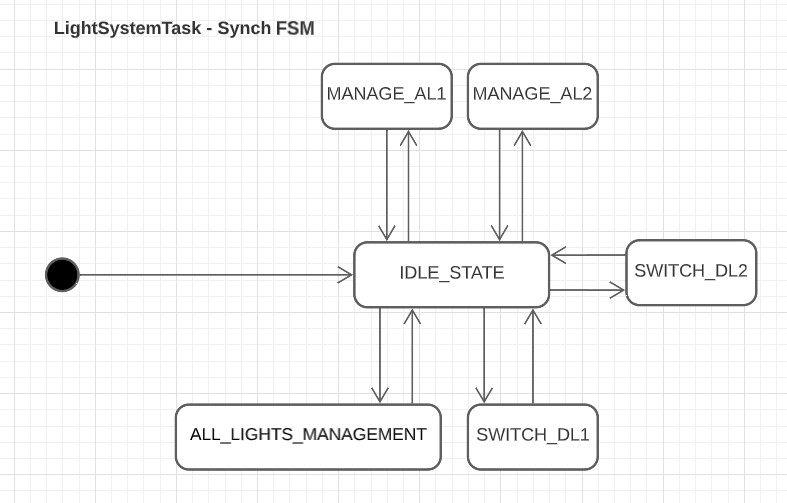 LightSystemTask - Synch FSM
MANAGE_AL1
MANAGE_AL2
IDLE_STATE
SWITCH_DL2
ALL_LIGHTS_MANAGEMENT
SWITCH_DL1